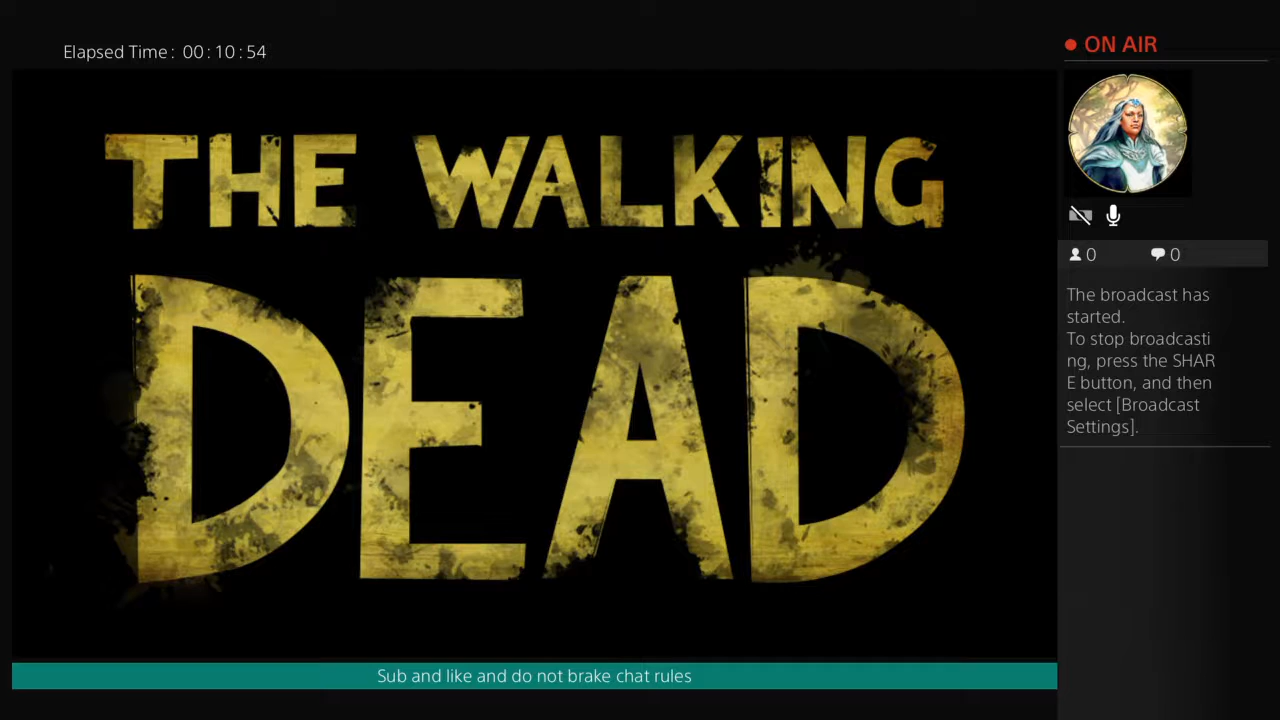 Elapsed Time: 00:10:54
ON AIR
THE WALKING
DEAD
0
0
The broadcast has
started.
To stop broadcasti
ng, press the SHAR
E button, and then
select [Broadcast
Settings].
Sub and like and do not brake chat rules